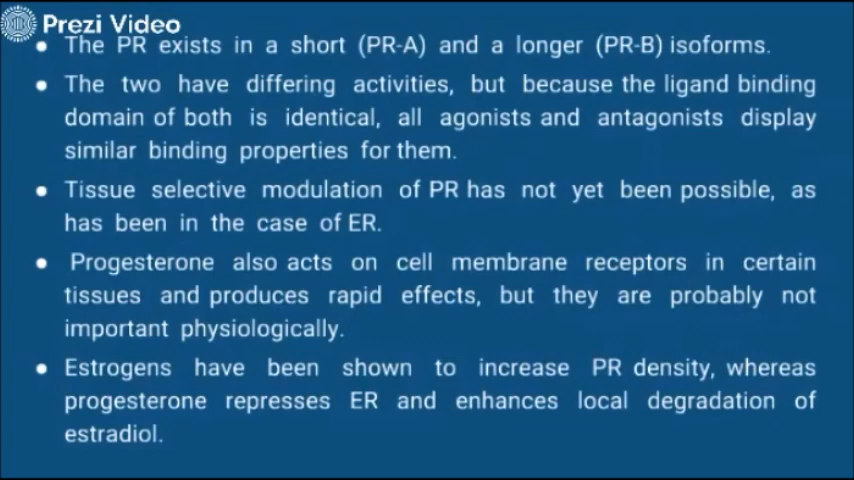 Prezi Video
The PR exists in a short (PR-A) and a longer (PR-B) isoforms.
The two have differing activities, but because the ligand binding
domain of both is identical, all agonists and antagonists display
similar binding properties for them.
Tissue selective modulation of PR has not yet been possible, as
has been in the case of ER.
Progesterone also acts on cell membrane receptors in certain
tissues and produces rapid effects, but they are probably not
important physiologically.
Estrogens have been shown to increase PR density, whereas
progesterone represses ER and enhances local degradation of
estradiol.